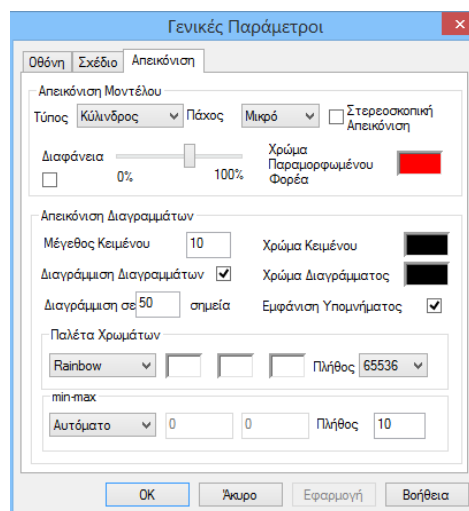 Γενικές Παράμετροι
Οθόνη Σχέδιο Απεικόνιση
Απεικόνιση Μοντέλου
Τύπος Κύλινδρος Πάχος Μικρό Στερεοσκοπική Απεικόνιση
Διαφάνεια 0% 100% Χρώμα Παραμορφωμένου Φορέα
Απεικόνιση Διαγραμμάτων
Μέγεθος Κειμένου 10 Χρώμα Κειμένου
Διαγράμμιση Διαγραμμάτων Χρώμα Διαγράμματος
Διαγράμμιση σε 50 σημεία Εμφάνιση Υπομνήματος
Παλέτα Χρωμάτων
Rainbow Πλήθος 65536
min-max
Αυτόματο 0 0 Πλήθος 10
OK Άκυρο Εφαρμογή Βοήθεια